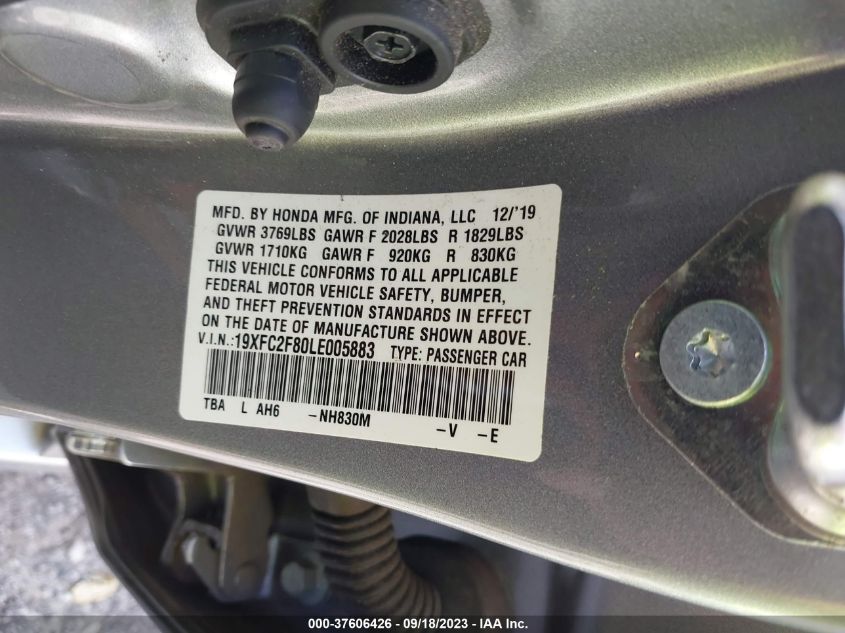 MFD. BY HONDA MFG. OF INDIANA, LLC 12/'19
GVWR 3769LBS GAWR F 2028LBS R 1829LBS
GVWR 1710KG GAWR F 920KG R 830KG
THIS VEHICLE CONFORMS TO ALL APPLICABLE
FEDERAL MOTOR VEHICLE SAFETY, BUMPER,
AND THEFT PREVENTION STANDARDS IN EFFECT
ON THE DATE OF MANUFACTURE SHOWN ABOVE.
V.I.N.:19XFC2F80LE005883 TYPE: PASSENGER CAR
TBA L AH6 -NH830M -V -E
000-37606426 - 09/18/2023 - IAA Inc.